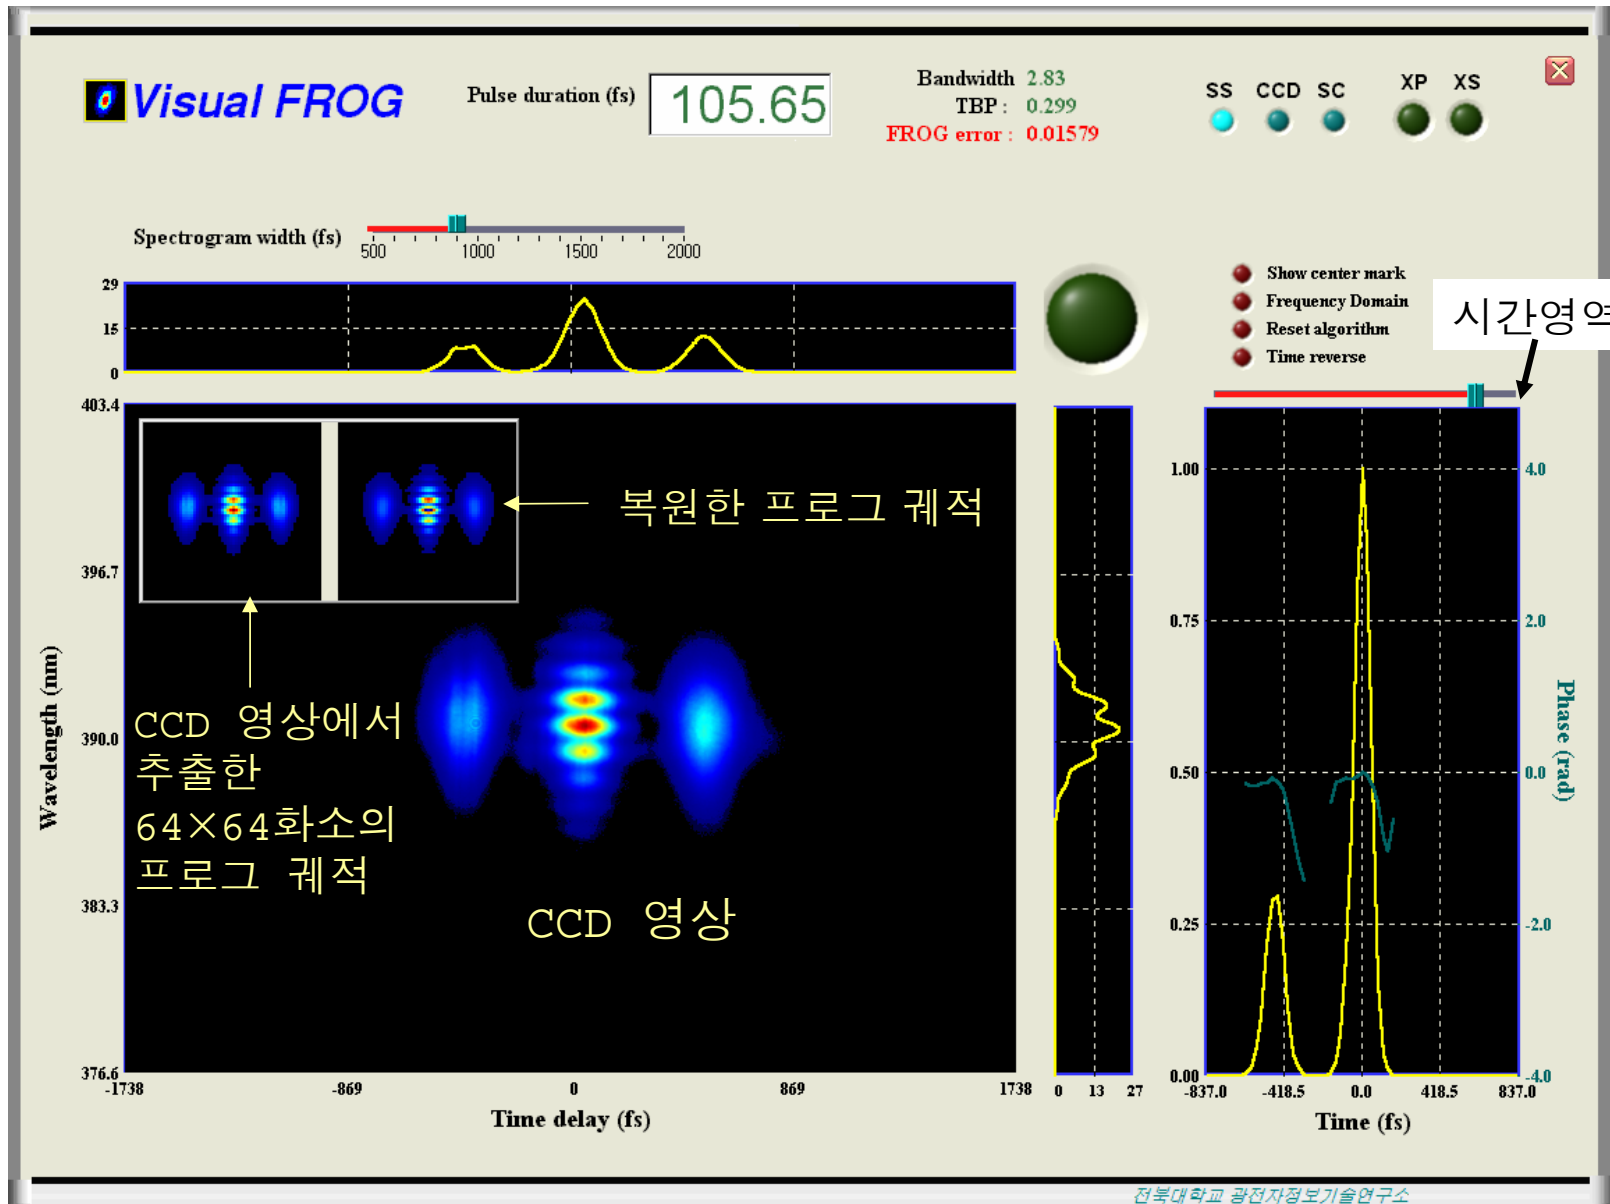 Visual FROG
Pulse duration (fs)
105.65
Bandwidth 2.83
TBP : 0.299
FROG error : 0.01579
SS CCD SC XP XS
Spectrogram width (fs)
500 1000 1500 2000
Show center mark
Frequency Domain
Reset algorithm
Time reverse
시간영역
29
15
0
403.4
396.7
390.0
383.3
376.6
Wavelength (nm)
-1738 -869 0 869 1738
Time delay (fs)
복원한 프로그 궤적
CCD 영상에서
추출한
64×64화소의
프로그 궤적
CCD 영상
0 13 27
1.00
0.75
0.50
0.25
0.00
4.0
2.0
0.0
-2.0
-4.0
Phase (rad)
-837.0 -418.5 0.0 418.5 837.0
Time (fs)
전북대학교 광전자정보기술연구소